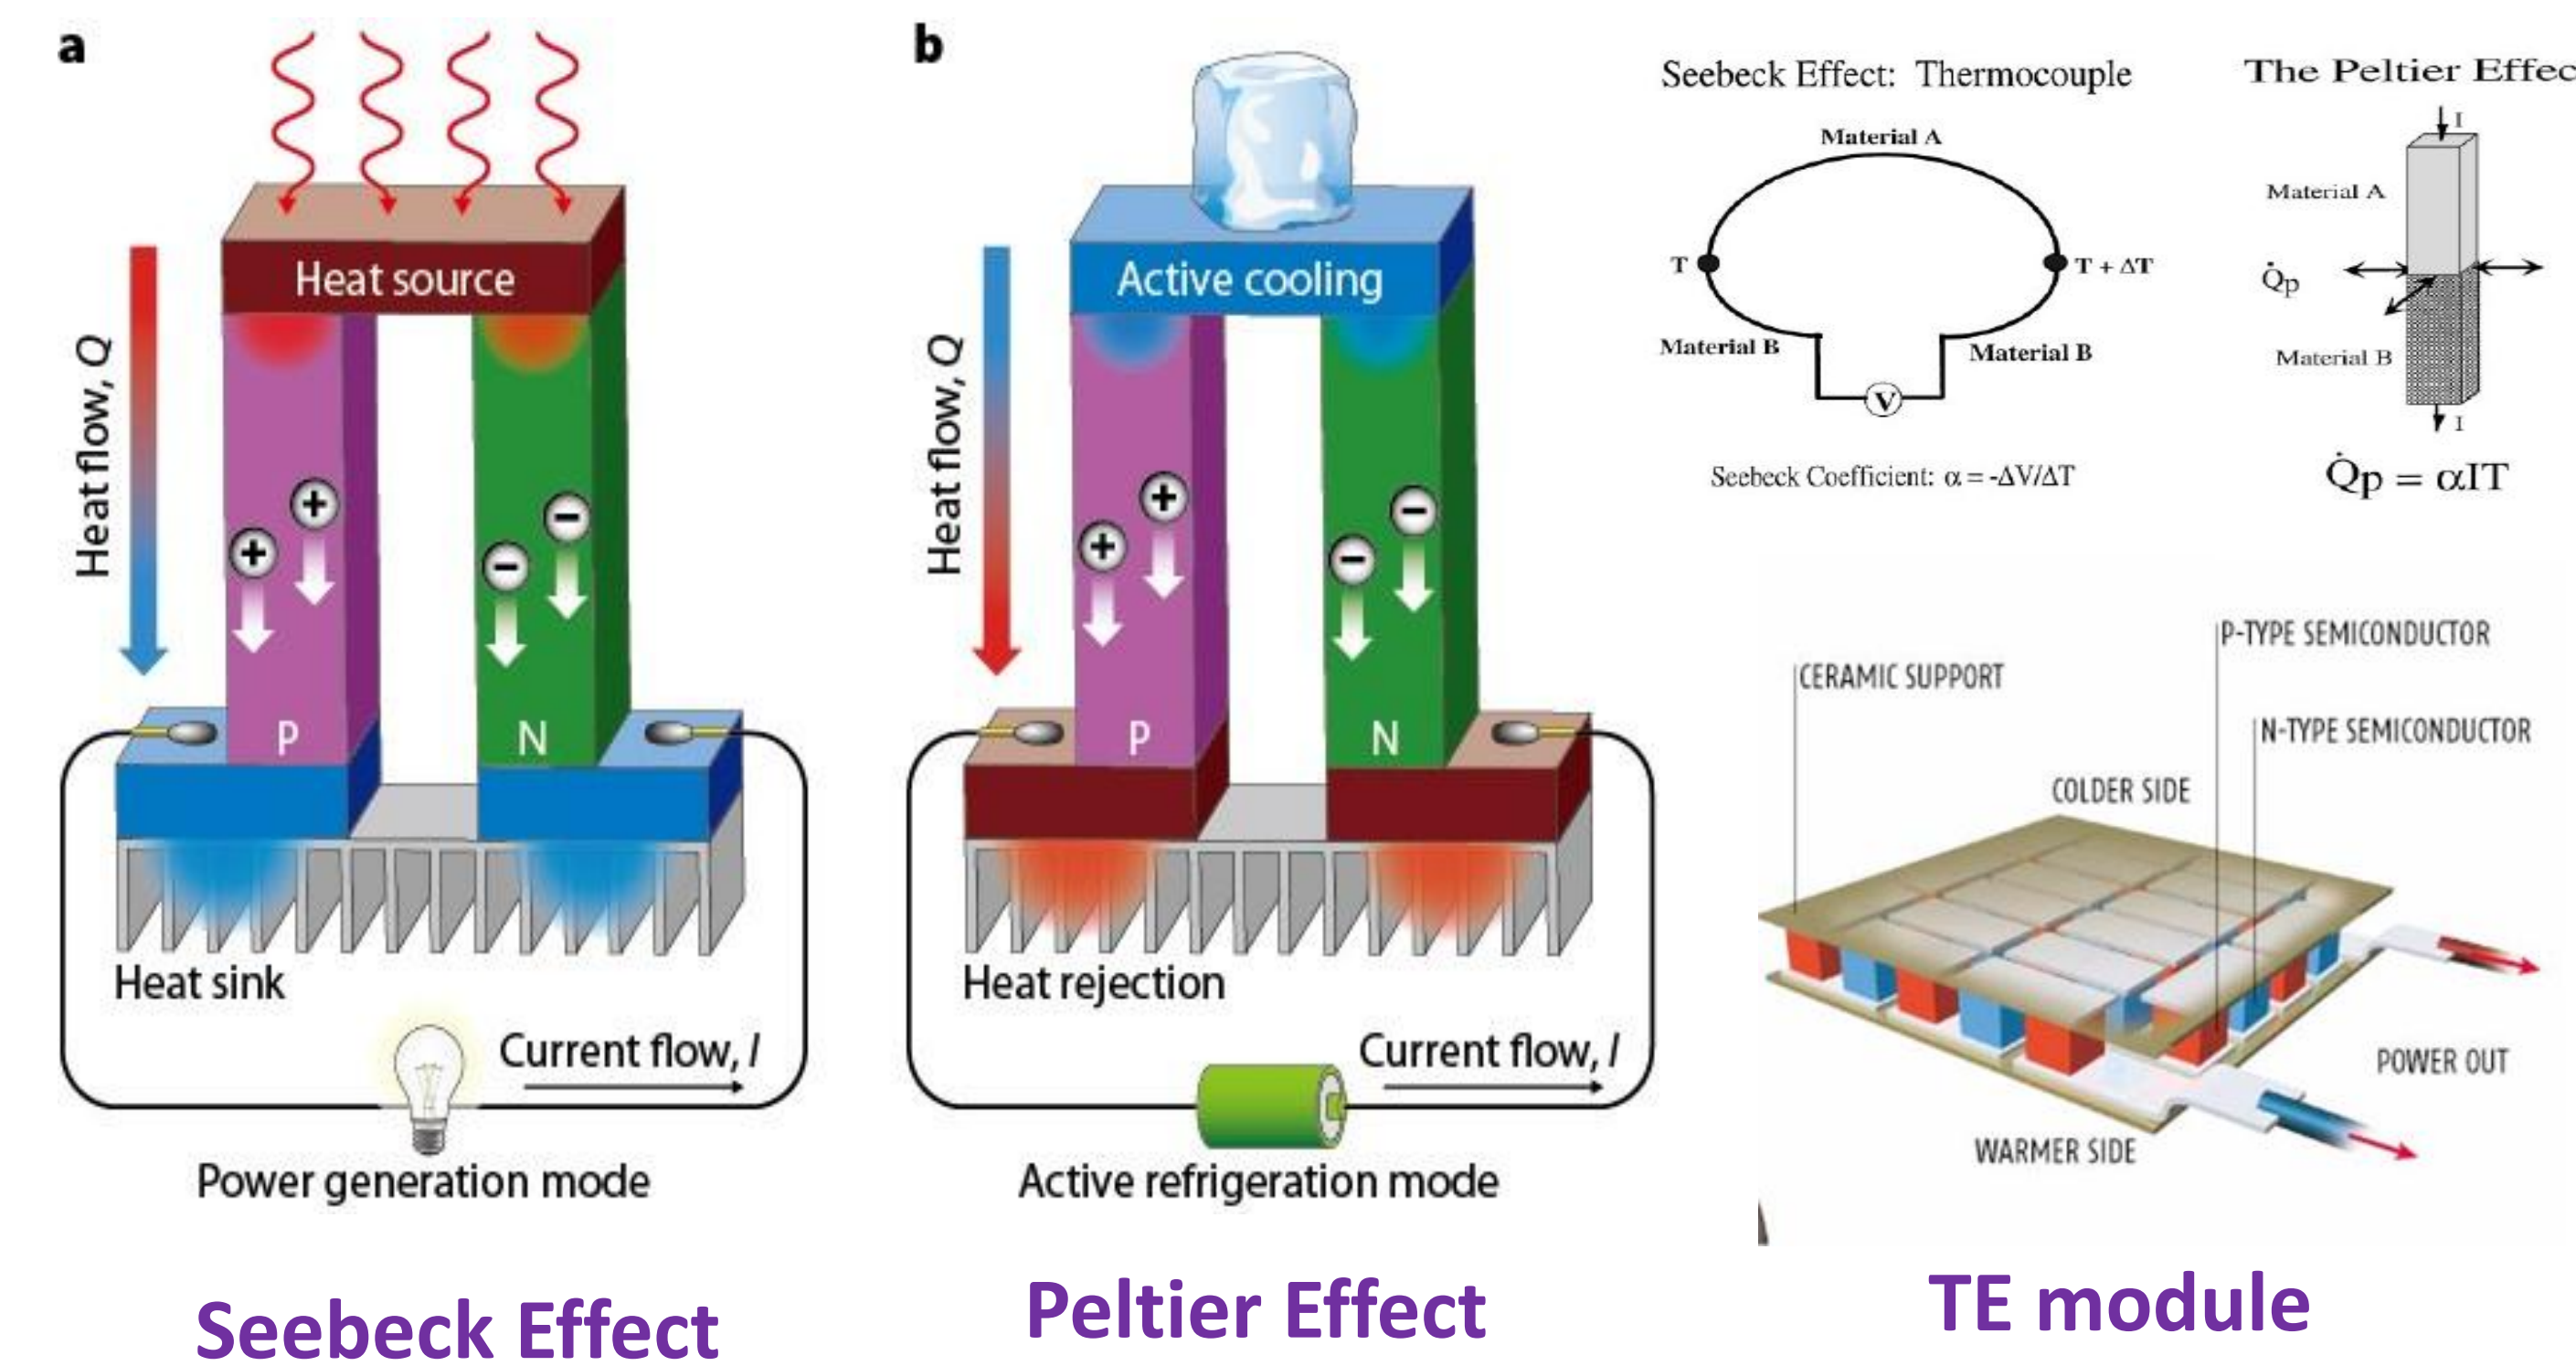 a
Heat source
Heat flow, Q
+
+
−
−
P
N
Heat sink
Current flow, I
Power generation mode
Seebeck Effect
b
Active cooling
Heat flow, Q
+
+
−
−
P
N
Heat rejection
Current flow, I
Active refrigeration mode
Peltier Effect
Seebeck Effect: Thermocouple
Material A
T
T + ΔT
Material B
Material B
V
Seebeck Coefficient: α = -ΔV/ΔT
The Peltier Effec
I
Material A
Q̇p
Material B
I
Q̇p = αIT
P-TYPE SEMICONDUCTOR
CERAMIC SUPPORT
N-TYPE SEMICONDUCTOR
COLDER SIDE
POWER OUT
WARMER SIDE
TE module